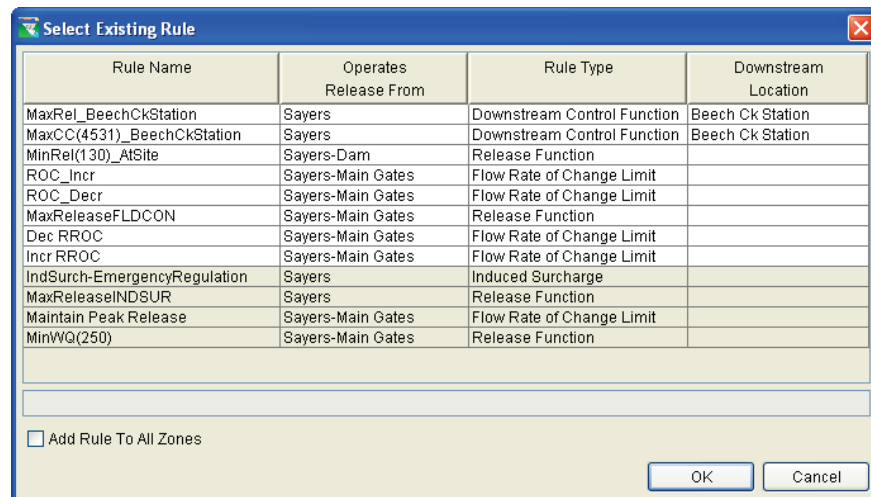 Select Existing Rule
Rule Name Operates Release From Rule Type Downstream Location
MaxRel_BeechCkStation Sayers Downstream Control Function Beech Ck Station
MaxCC(4531)_BeechCkStation Sayers Downstream Control Function Beech Ck Station
MinRel(130)_AtSite Sayers-Dam Release Function
ROC_Incr Sayers-Main Gates Flow Rate of Change Limit
ROC_Decr Sayers-Main Gates Flow Rate of Change Limit
MaxReleaseFLDCON Sayers-Main Gates Release Function
Dec RROC Sayers-Main Gates Flow Rate of Change Limit
Incr RROC Sayers-Main Gates Flow Rate of Change Limit
IndSurch-EmergencyRegulation Sayers Induced Surcharge
MaxReleaseINDSUR Sayers Release Function
Maintain Peak Release Sayers-Main Gates Flow Rate of Change Limit
MinWQ(250) Sayers-Main Gates Release Function
Add Rule To All Zones
OK Cancel